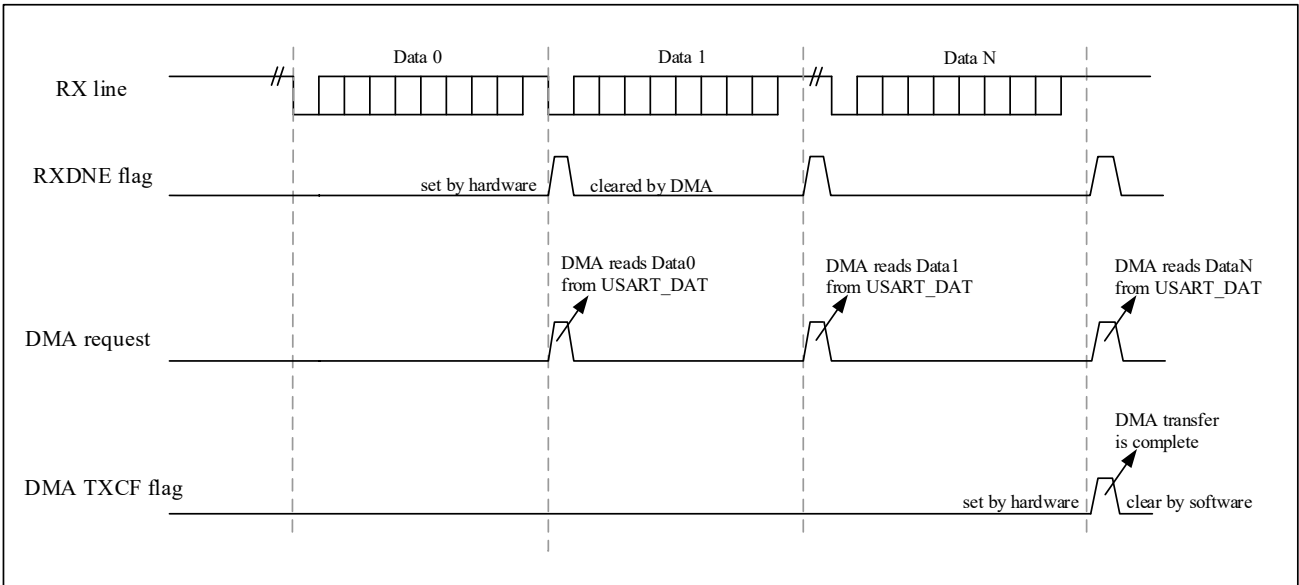 Data 0
Data 1
Data N
RX line
RXDNE flag
set by hardware
cleared by DMA
DMA reads Data0
from USART_DAT
DMA reads Data1
from USART_DAT
DMA reads DataN
from USART_DAT
DMA request
DMA transfer
is complete
DMA TXCF flag
set by hardware
clear by software